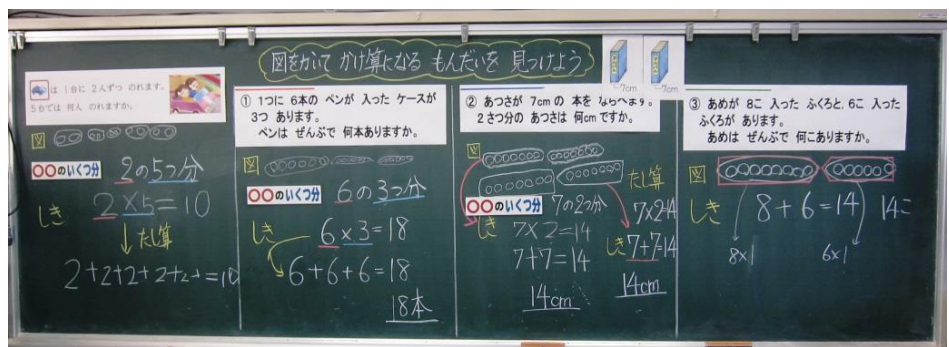 図をかいて かけ算になる もんだいを 見つけよう
は 1台に 2人ずつ のれます。
5台では 何人 のれますか。
図
〇〇のいくつ分
2の5つ分
しき
2×5=10
たし算
2+2+2+2+2=10
① 1つに 6本の ペンが 入った ケースが
3つ あります。
ペンは ぜんぶで 何本ありますか。
図
〇〇のいくつ分
6の3つ分
しき
6×3=18
6+6+6=18
18本
7cm
7cm
② あつさが 7cmの 本を ならべます。
2さつ分の あつさは 何cmですか。
図
〇〇のいくつ分
7の2つ分
しき
7×2=14
7+7=14
14cm
たし算
7×2=14
しき
7+7=14
14cm
③ あめが 8こ 入った ふくろと、6こ 入った
ふくろが あります。
あめは ぜんぶで 何こありますか。
図
しき
8+6=14
14=
8×1
6×1